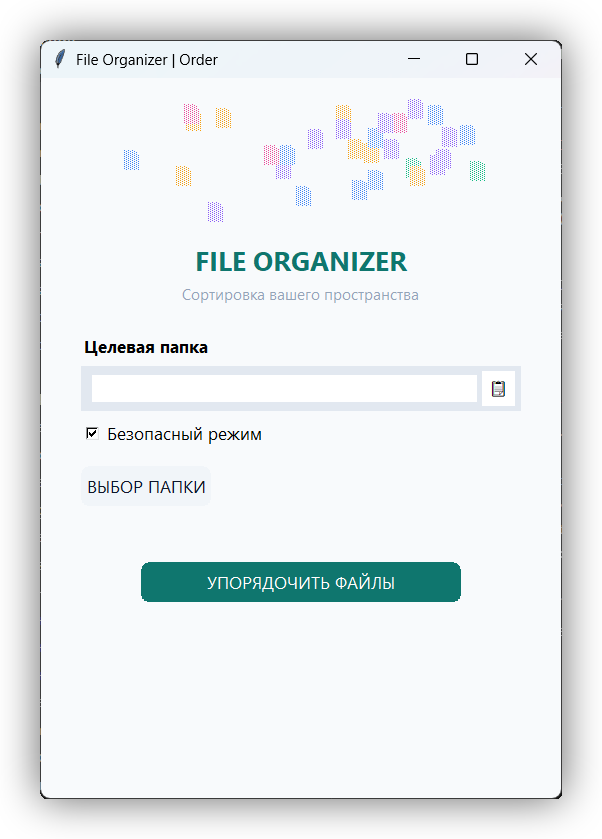 File Organizer | Order
FILE ORGANIZER
Сортировка вашего пространства
Целевая папка
Безопасный режим
ВЫБОР ПАПКИ
УПОРЯДОЧИТЬ ФАЙЛЫ